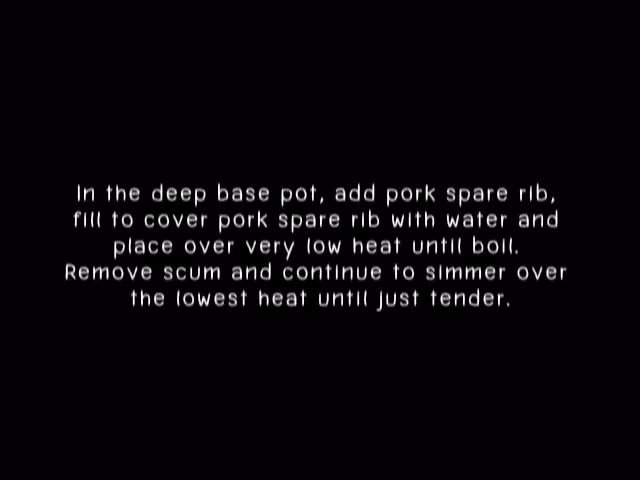 In the deep base pot, add pork spare rib,
fill to cover pork spare rib with water and
place over very low heat until boil.
Remove scum and continue to simmer over
the lowest heat until just tender.